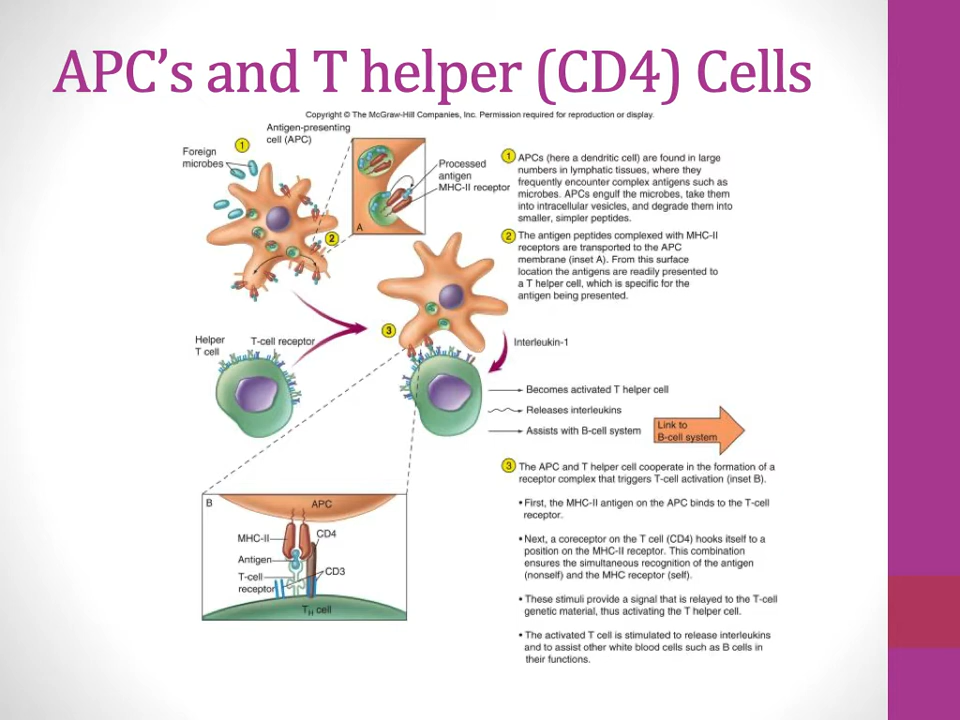 APC's and T helper (CD4) Cells
Copyright © The McGraw-Hill Companies, Inc. Permission required for reproduction or display.
Foreign
microbes
1
Antigen-presenting
cell (APC)
Processed
antigen
MHC-II receptor
A
2
1 APCs (here a dendritic cell) are found in large
numbers in lymphatic tissues, where they
frequently encounter complex antigens such as
microbes. APCs engulf the microbes, take them
into intracellular vesicles, and degrade them into
smaller, simpler peptides.
2 The antigen peptides complexed with MHC-II
receptors are transported to the APC
membrane (inset A). From this surface
location the antigens are readily presented to
a T helper cell, which is specific for the
antigen being presented.
3
Helper
T cell
T-cell receptor
Interleukin-1
Becomes activated T helper cell
Releases interleukins
Assists with B-cell system
Link to
B-cell system
3 The APC and T helper cell cooperate in the formation of a
receptor complex that triggers T-cell activation (inset B).
• First, the MHC-II antigen on the APC binds to the T-cell
receptor.
• Next, a coreceptor on the T cell (CD4) hooks itself to a
position on the MHC-II receptor. This combination
ensures the simultaneous recognition of the antigen
(nonself) and the MHC receptor (self).
• These stimuli provide a signal that is relayed to the T-cell
genetic material, thus activating the T helper cell.
• The activated T cell is stimulated to release interleukins
and to assist other white blood cells such as B cells in
their functions.
B
APC
MHC-II
CD4
Antigen
CD3
T-cell
receptor
TH cell